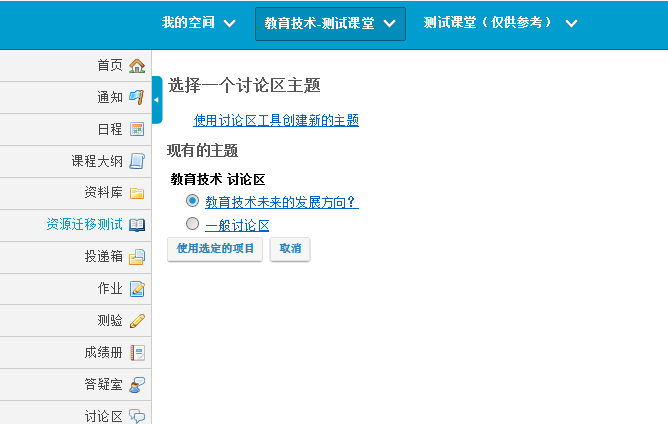 我的空间 教育技术-测试课堂 测试课堂（仅供参考）
首页
通知
日程
课程大纲
资料库
资源迁移测试
投递箱
作业
测验
成绩册
答疑室
讨论区
选择一个讨论区主题
使用讨论区工具创建新的主题
现有的主题
教育技术 讨论区
教育技术未来的发展方向？
一般讨论区
使用选定的项目 取消